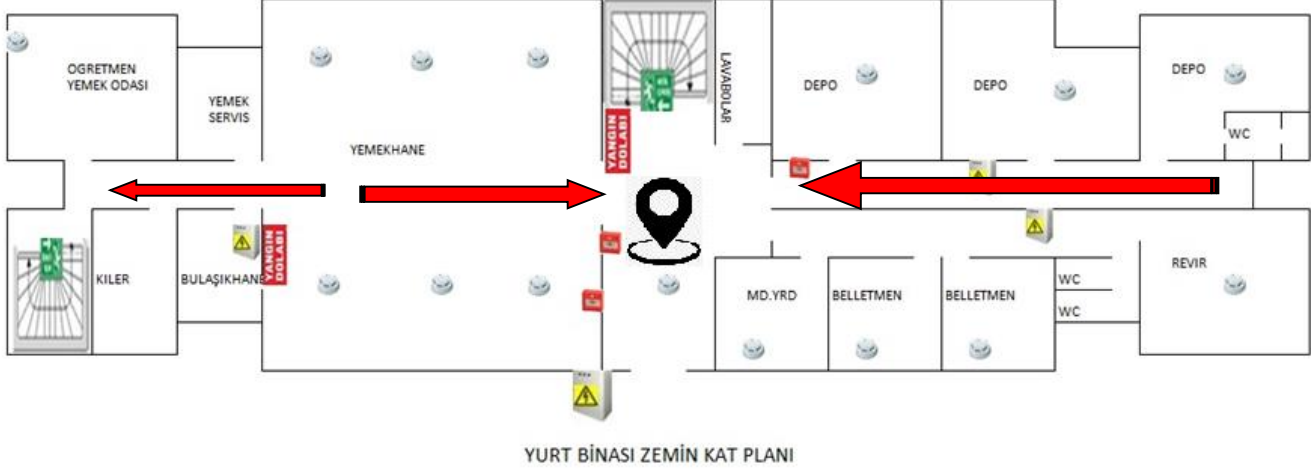 OGRETMEN
YEMEK ODASI
YEMEK
SERVIS
YEMEKHANE
YANGIN
DOLABI
LAVABOLAR
DEPO
DEPO
DEPO
WC
KILER
BULAŞIKHANE
YANGIN
DOLABI
MD.YRD
BELLETMEN
BELLETMEN
WC
WC
REVIR
YURT BİNASI ZEMİN KAT PLANI